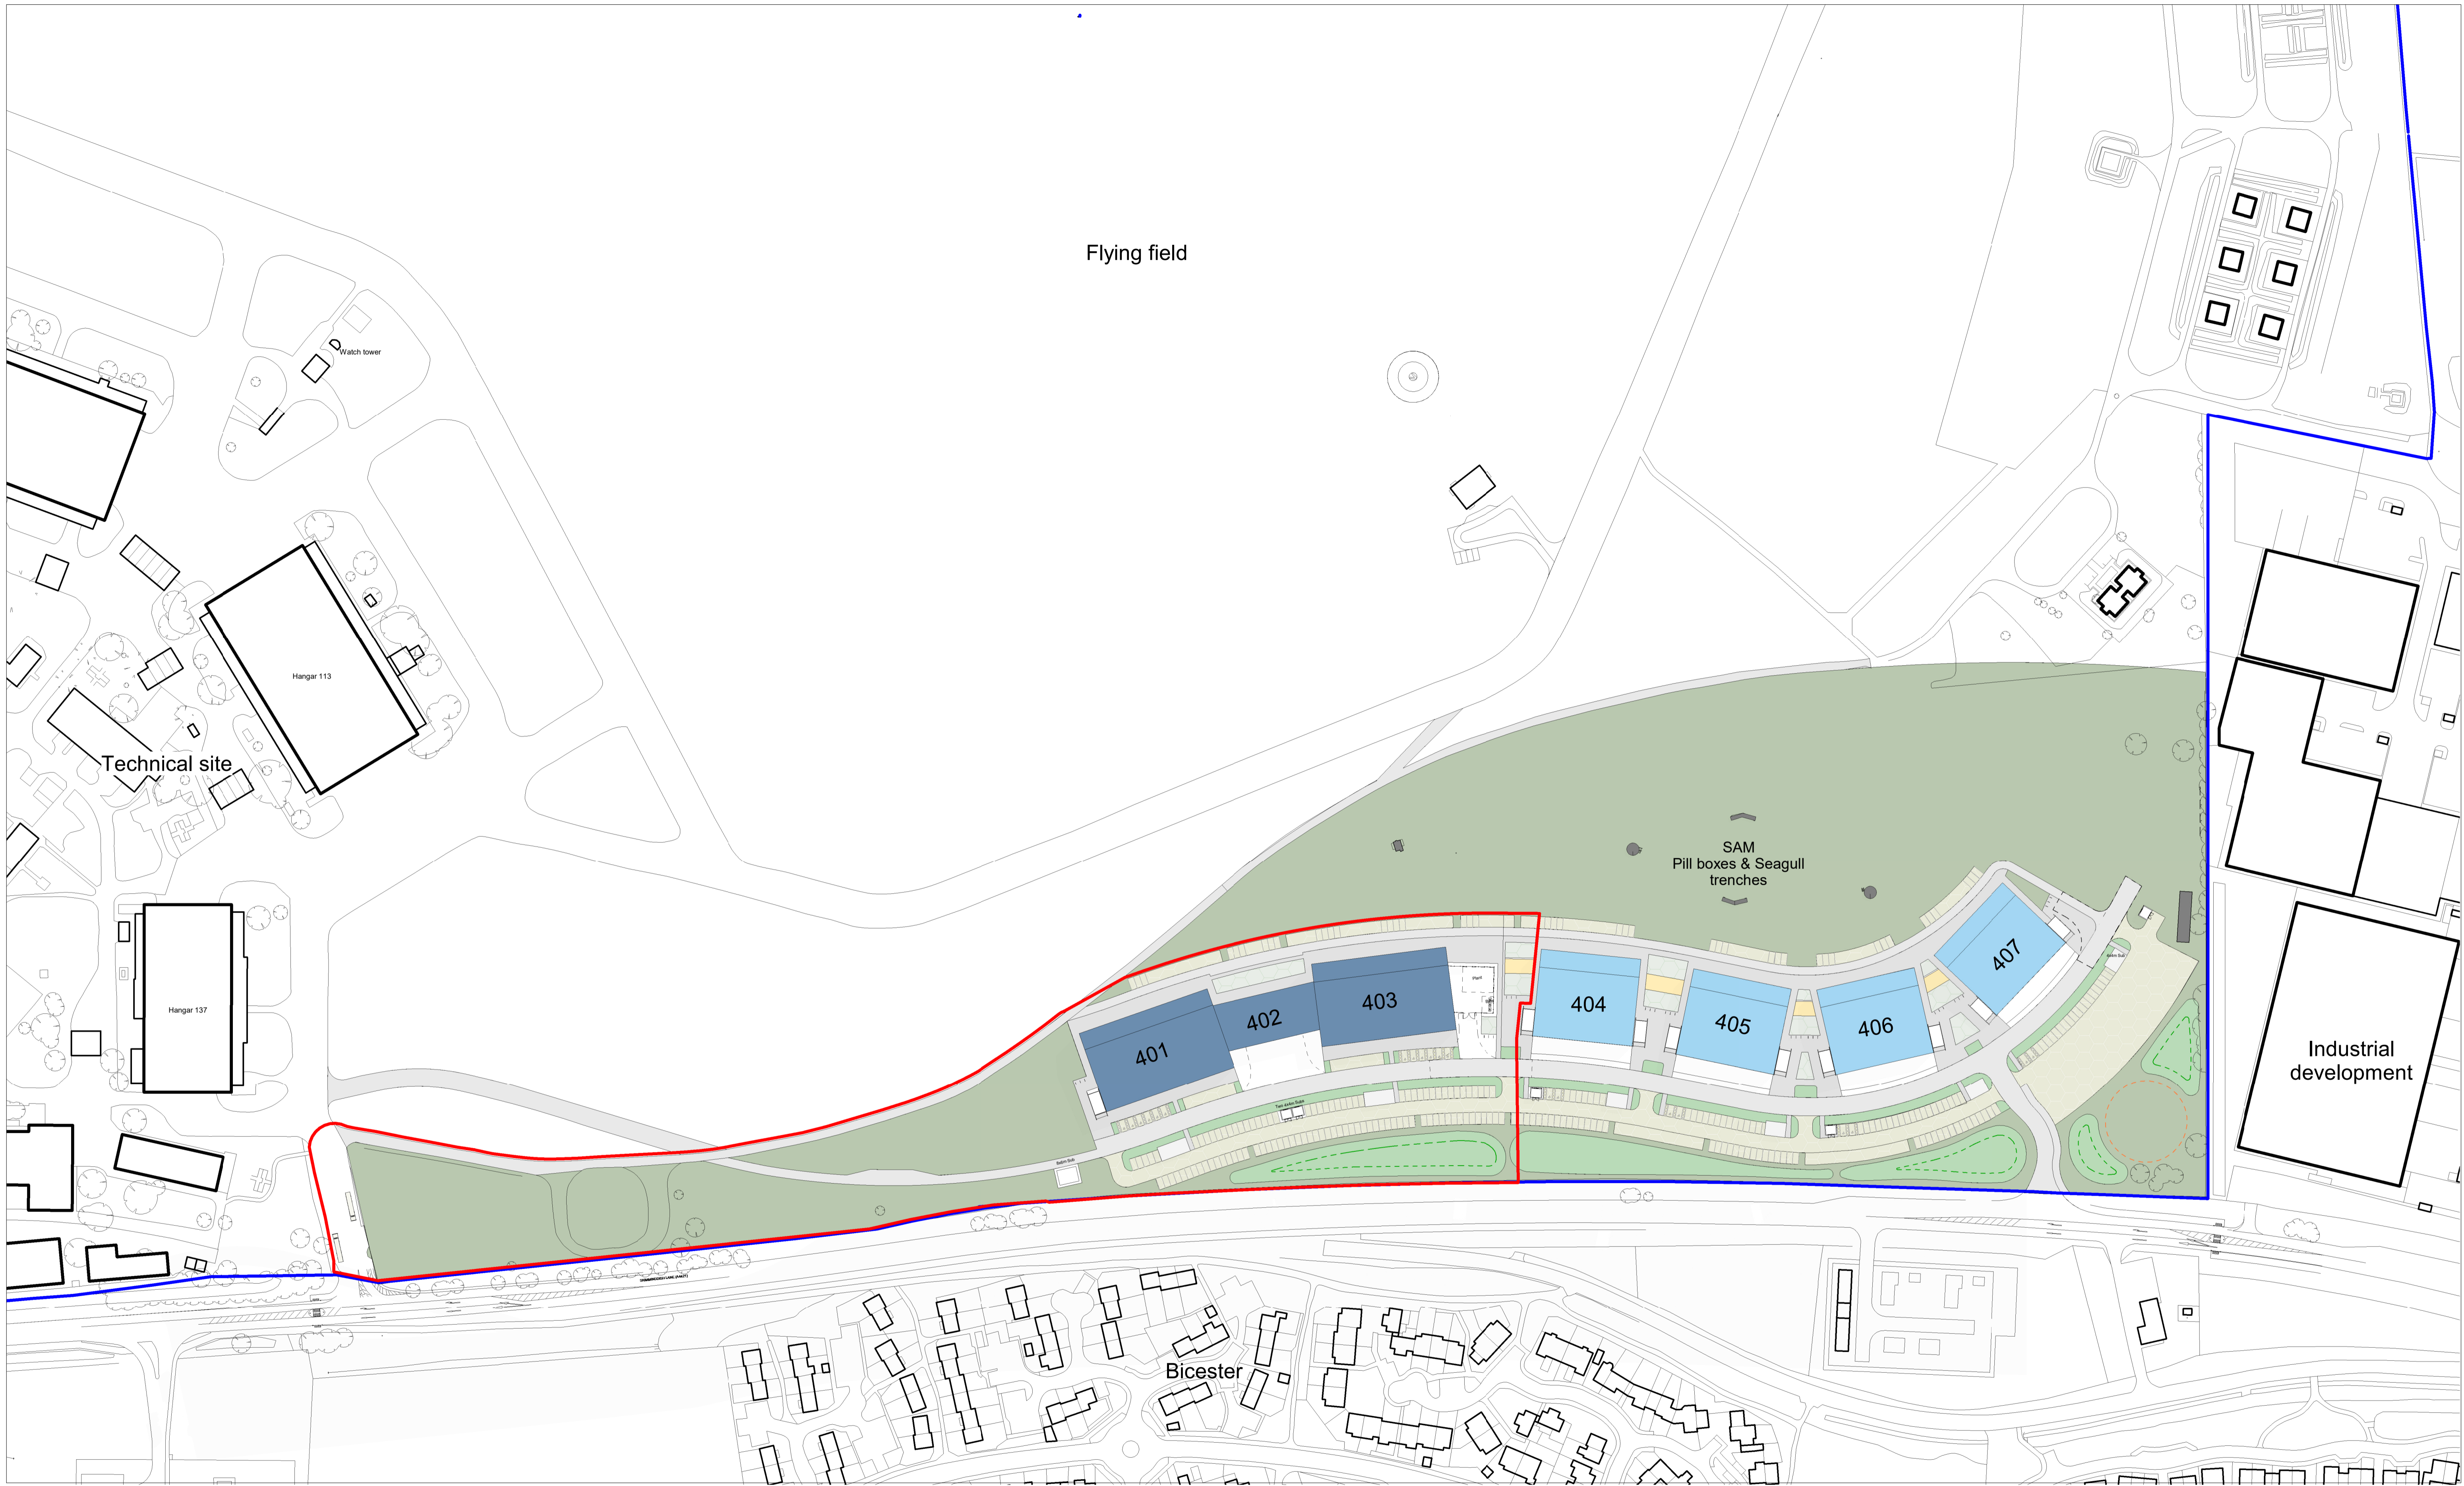 Flying field
Watch tower
Hangar 113
Technical site
SAM
Pill boxes & Seagull
trenches
Hangar 137
401
402
403
Plant
404
405
406
407
Industrial
development
Bicester